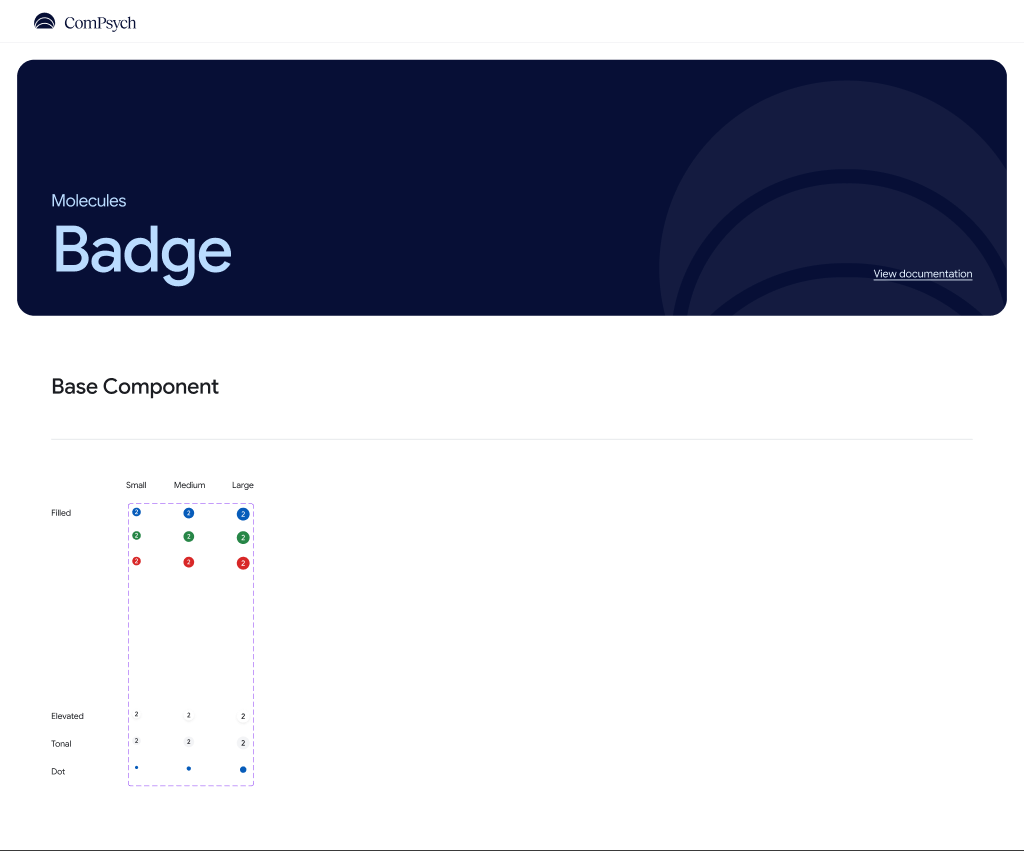 ComPsych
Molecules
Badge
View documentation
Base Component
Small Medium Large
Filled 2 2 2
2 2 2
2 2 2
Elevated 2 2 2
Tonal 2 2 2
Dot